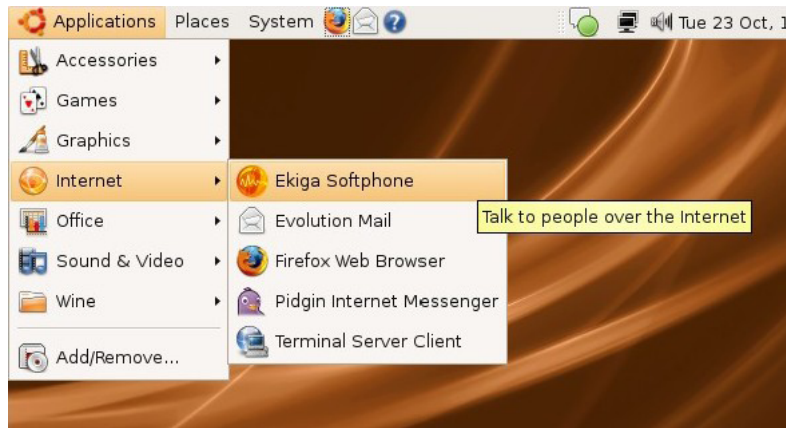 Applications Places System Tue 23 Oct, 1
Accessories
Games
Graphics
Internet
Office
Sound & Video
Wine
Add/Remove...
Ekiga Softphone
Evolution Mail
Firefox Web Browser
Pidgin Internet Messenger
Terminal Server Client
Talk to people over the Internet